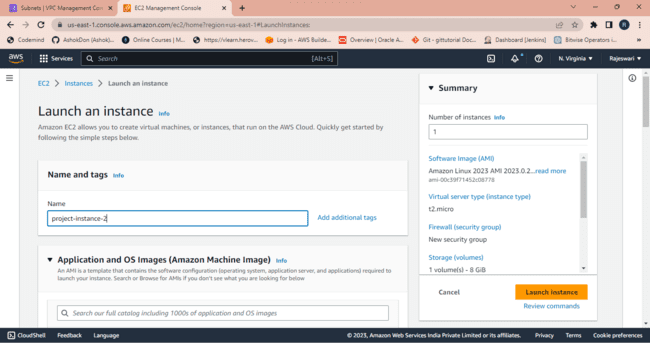 Subnets | VPC Management Con
EC2 Management Console
us-east-1.console.aws.amazon.com/ec2/home?region=us-east-1#LaunchInstances:
Codemind
AshokDon (Ashok)...
Online Courses | M...
https://vlearn.herov...
Log in - AWS Builde...
Overview | Oracle A...
Git - gittutorial Doc...
Dashboard [Jenkins]
Bitwise Operators i...
aws
Services
Search
[Alt+S]
N. Virginia
Rajeswari
EC2 > Instances > Launch an instance
Launch an instance Info
Amazon EC2 allows you to create virtual machines, or instances, that run on the AWS Cloud. Quickly get started by
following the simple steps below.
Name and tags Info
Name
project-instance-2
Add additional tags
Application and OS Images (Amazon Machine Image) Info
An AMI is a template that contains the software configuration (operating system, application server, and applications) required to
launch your instance. Search or Browse for AMIs if you don't see what you are looking for below
Search our full catalog including 1000s of application and OS images
Summary
Number of instances Info
1
Software Image (AMI)
Amazon Linux 2023 AMI 2023.0.2...read more
ami-00c39f71452c08778
Virtual server type (instance type)
t2.micro
Firewall (security group)
New security group
Storage (volumes)
1 volume(s) - 8 GiB
Cancel
Launch instance
Review commands
CloudShell
Feedback
Language
© 2023, Amazon Web Services India Private Limited or its affiliates.
Privacy
Terms
Cookie preferences